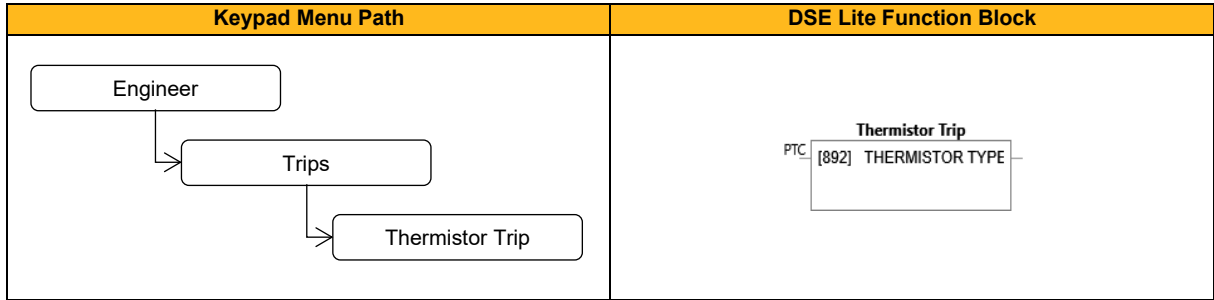 Keypad Menu Path
DSE Lite Function Block
Engineer
Trips
Thermistor Trip
Thermistor Trip
PTC
[892] THERMISTOR TYPE